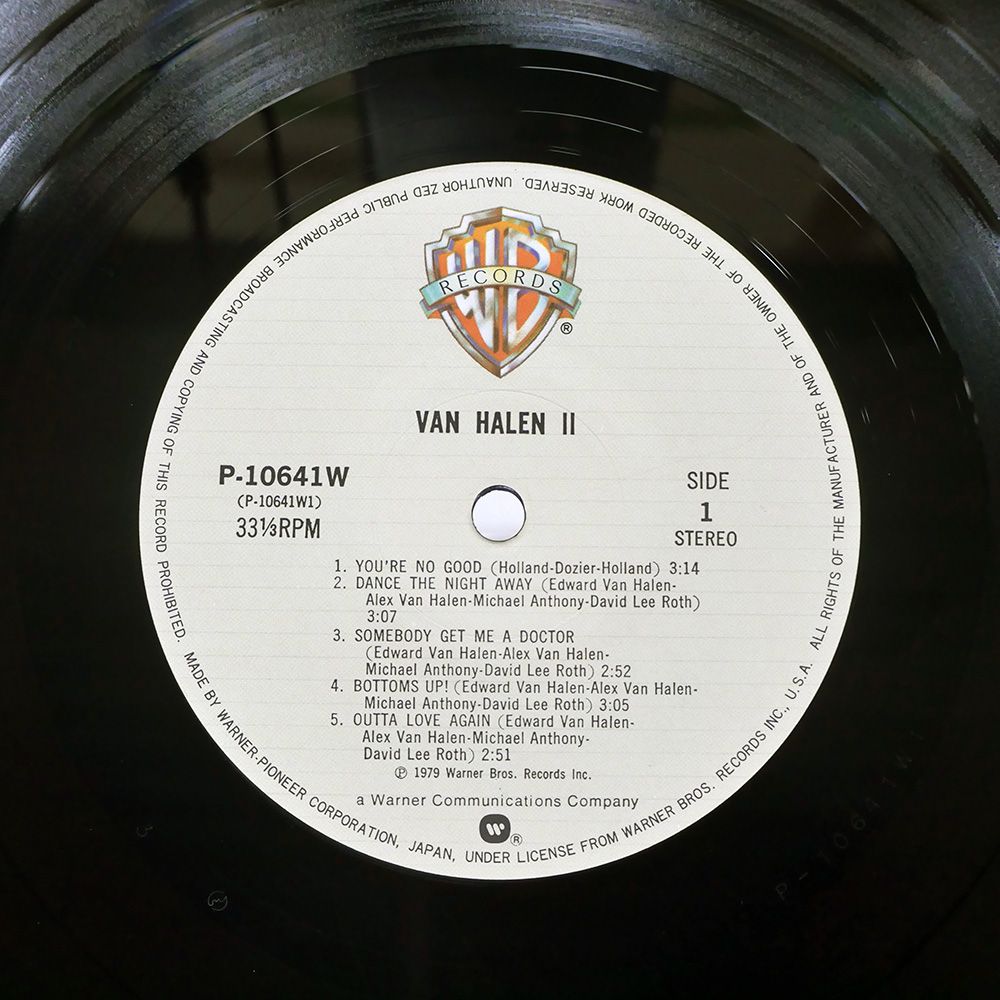 WB
RECORDS
®
VAN HALEN II
P-10641W
(P-10641W1)
33⅓RPM
SIDE
1
STEREO
1. YOU'RE NO GOOD (Holland-Dozier-Holland) 3:14
2. DANCE THE NIGHT AWAY (Edward Van Halen-
Alex Van Halen-Michael Anthony-David Lee Roth)
3:07
3. SOMEBODY GET ME A DOCTOR
(Edward Van Halen-Alex Van Halen-
Michael Anthony-David Lee Roth) 2:52
4. BOTTOMS UP! (Edward Van Halen-Alex Van Halen-
Michael Anthony-David Lee Roth) 3:05
5. OUTTA LOVE AGAIN (Edward Van Halen-
Alex Van Halen-Michael Anthony-
David Lee Roth) 2:51
℗ 1979 Warner Bros. Records Inc.
a Warner Communications Company
®
MADE BY WARNER-PIONEER CORPORATION, JAPAN, UNDER LICENSE FROM WARNER BROS. RECORDS INC., U.S.A. ALL RIGHTS OF THE MANUFACTURER AND OF THE OWNER OF THE RECORDED WORK RESERVED. UNAUTHOR ZED PUBLIC PERFORMANCE BROADCASTING AND COPYING OF THIS RECORD PROHIBITED.